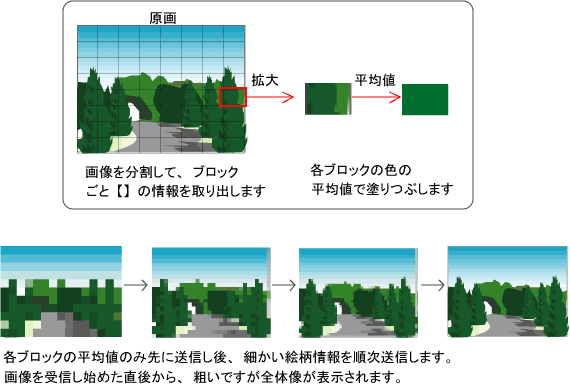 原画
拡大
平均値
画像を分割して、ブロック
ごと【】の情報を取り出します
各ブロックの色の
平均値で塗りつぶします
各ブロックの平均値のみ先に送信し後、細かい絵柄情報を順次送信します。
画像を受信し始めた直後から、粗いですが全体像が表示されます。